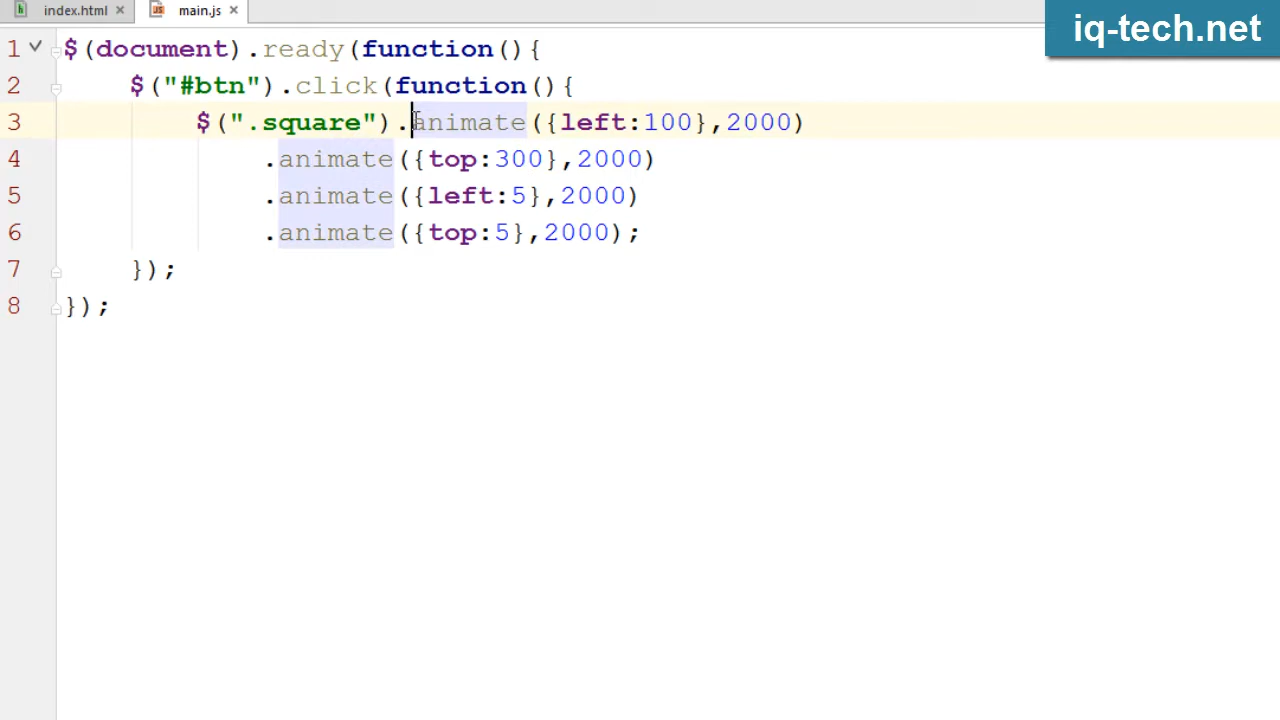 index.html
main.js
iq-tech.net
1 $(document).ready(function(){
2 $("#btn").click(function(){
3 $(".square").animate({left:100},2000)
4 .animate({top:300},2000)
5 .animate({left:5},2000)
6 .animate({top:5},2000);
7 });
8 });